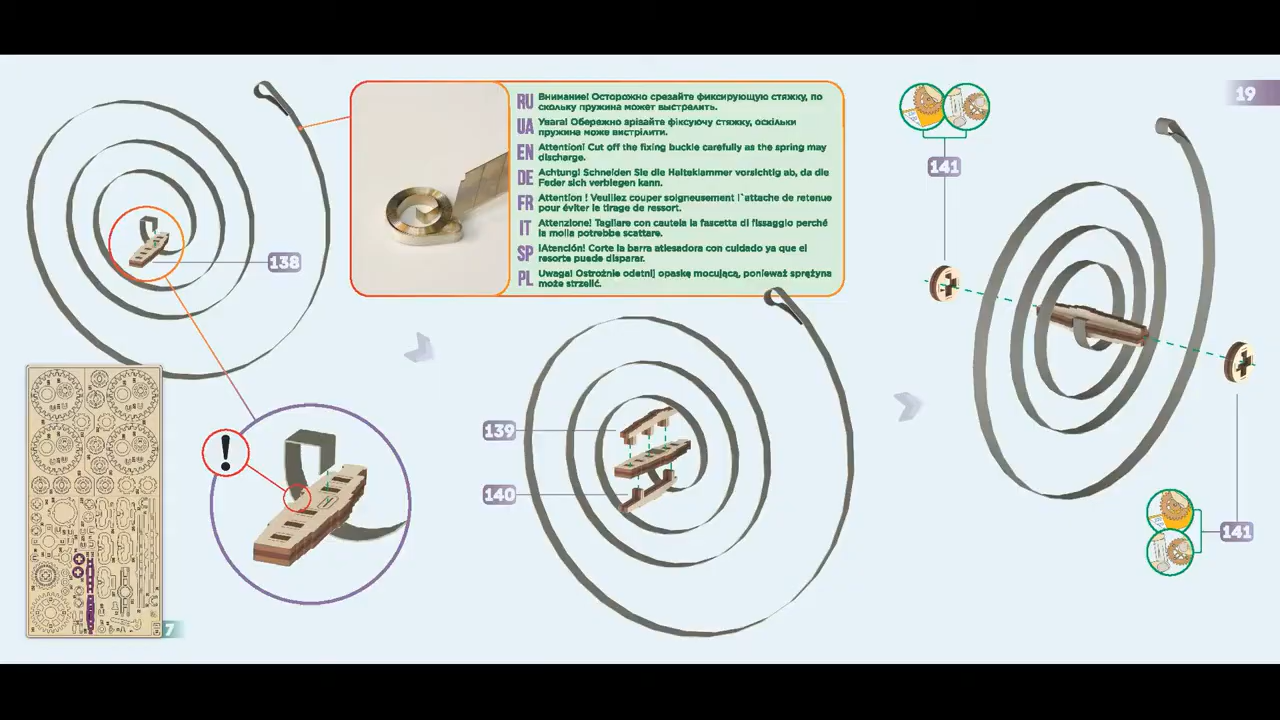 19
RU
Внимание! Осторожно срезайте фиксирующую стяжку, по
скольку пружина может выстрелить.
UA
Увага! Обережно зрізайте фіксуючу стяжку, оскільки
пружина може вистрілити.
EN
Attention! Cut off the fixing buckle carefully as the spring may
discharge.
DE
Achtung! Schneiden Sie die Halteklammer vorsichtig ab, da die
Feder sich verbiegen kann.
FR
Attention ! Veuillez couper soigneusement l`attache de retenue
pour éviter le tirage de ressort.
IT
Attenzione! Tagliare con cautela la fascetta di fissaggio perché
la molla potrebbe scattare.
SP
¡Atención! Corte la barra atiesadora con cuidado ya que el
resorte puede disparar.
PL
Uwaga! Ostrożnie odetnij opaskę mocującą, ponieważ sprężyna
może strzelić.
138
!
7
139
140
141
141